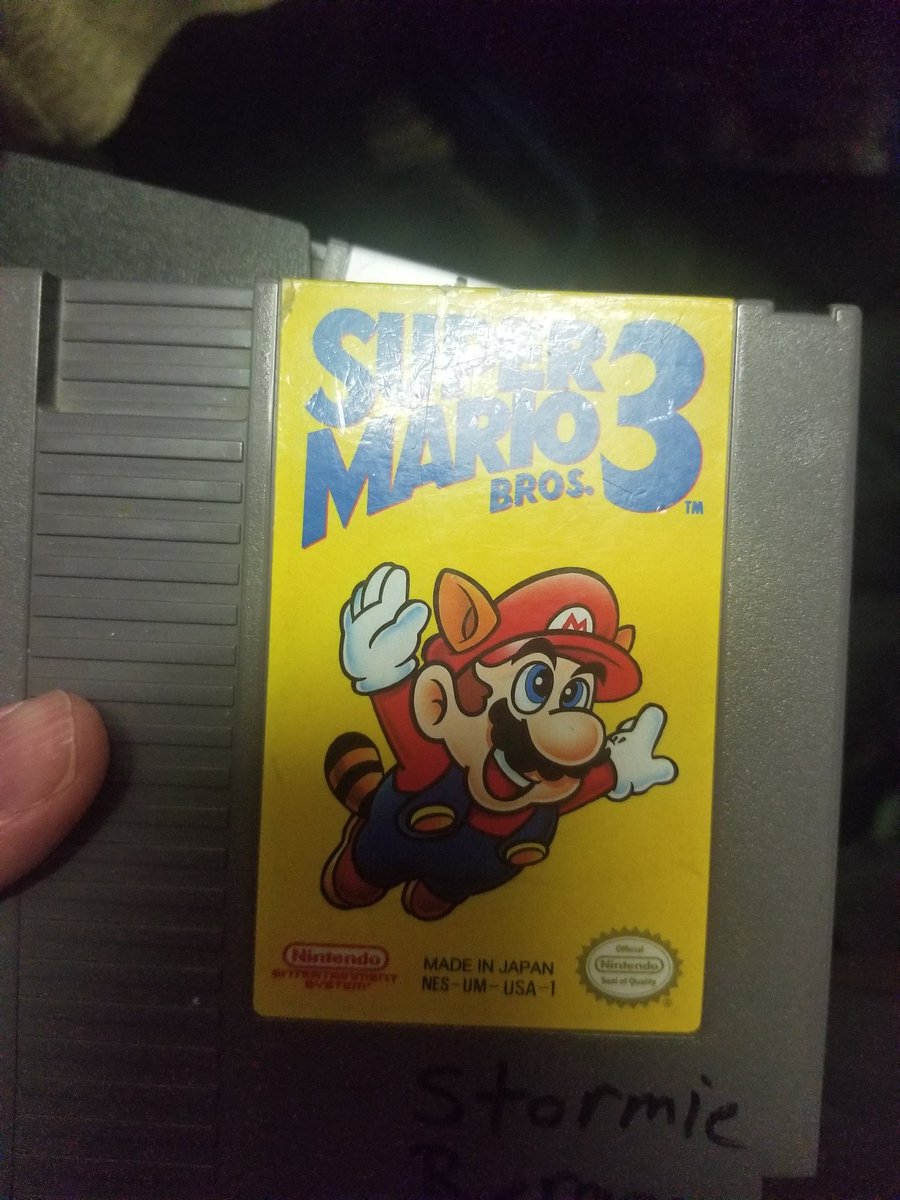 SUPER
MARIO
BROS.
3
TM
M
Nintendo
ENTERTAINMENT
SYSTEM
MADE IN JAPAN
NES-UM-USA-1
Official
Nintendo
Seal of Quality
Stormie